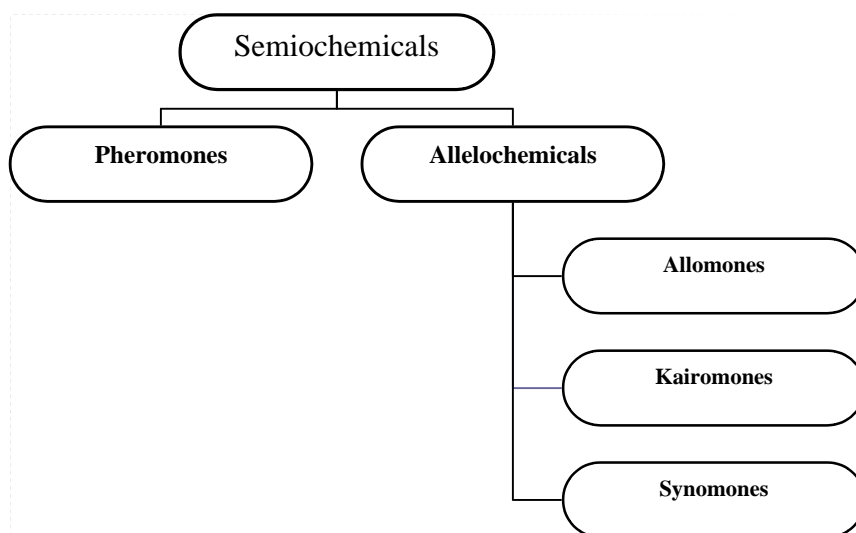 Semiochemicals
Pheromones
Allelochemicals
Allomones
Kairomones
Synomones